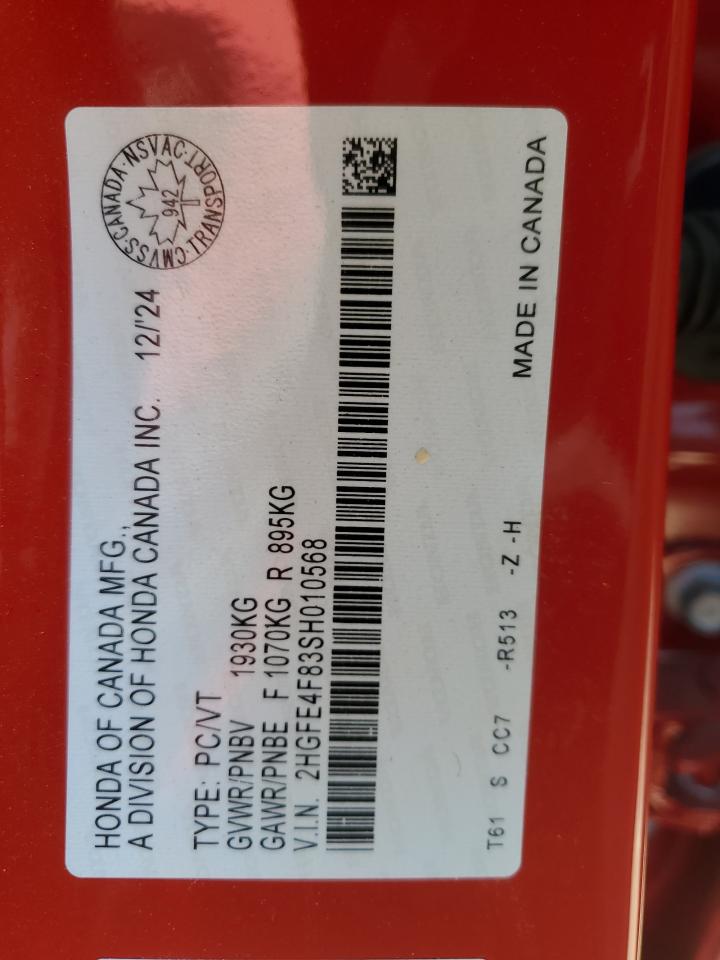 HONDA OF CANADA MFG.,
A DIVISION OF HONDA CANADA INC. 12/'24
CMVSS·CANADA·NSVAC·TRANSPORT·
942
TYPE: PC/VT
GVWR/PNBV 1930KG
GAWR/PNBE F 1070KG R 895KG
V.I.N. 2HGFE4F83SH010568
MADE IN CANADA
T61 S CC7 -R513 -Z -H